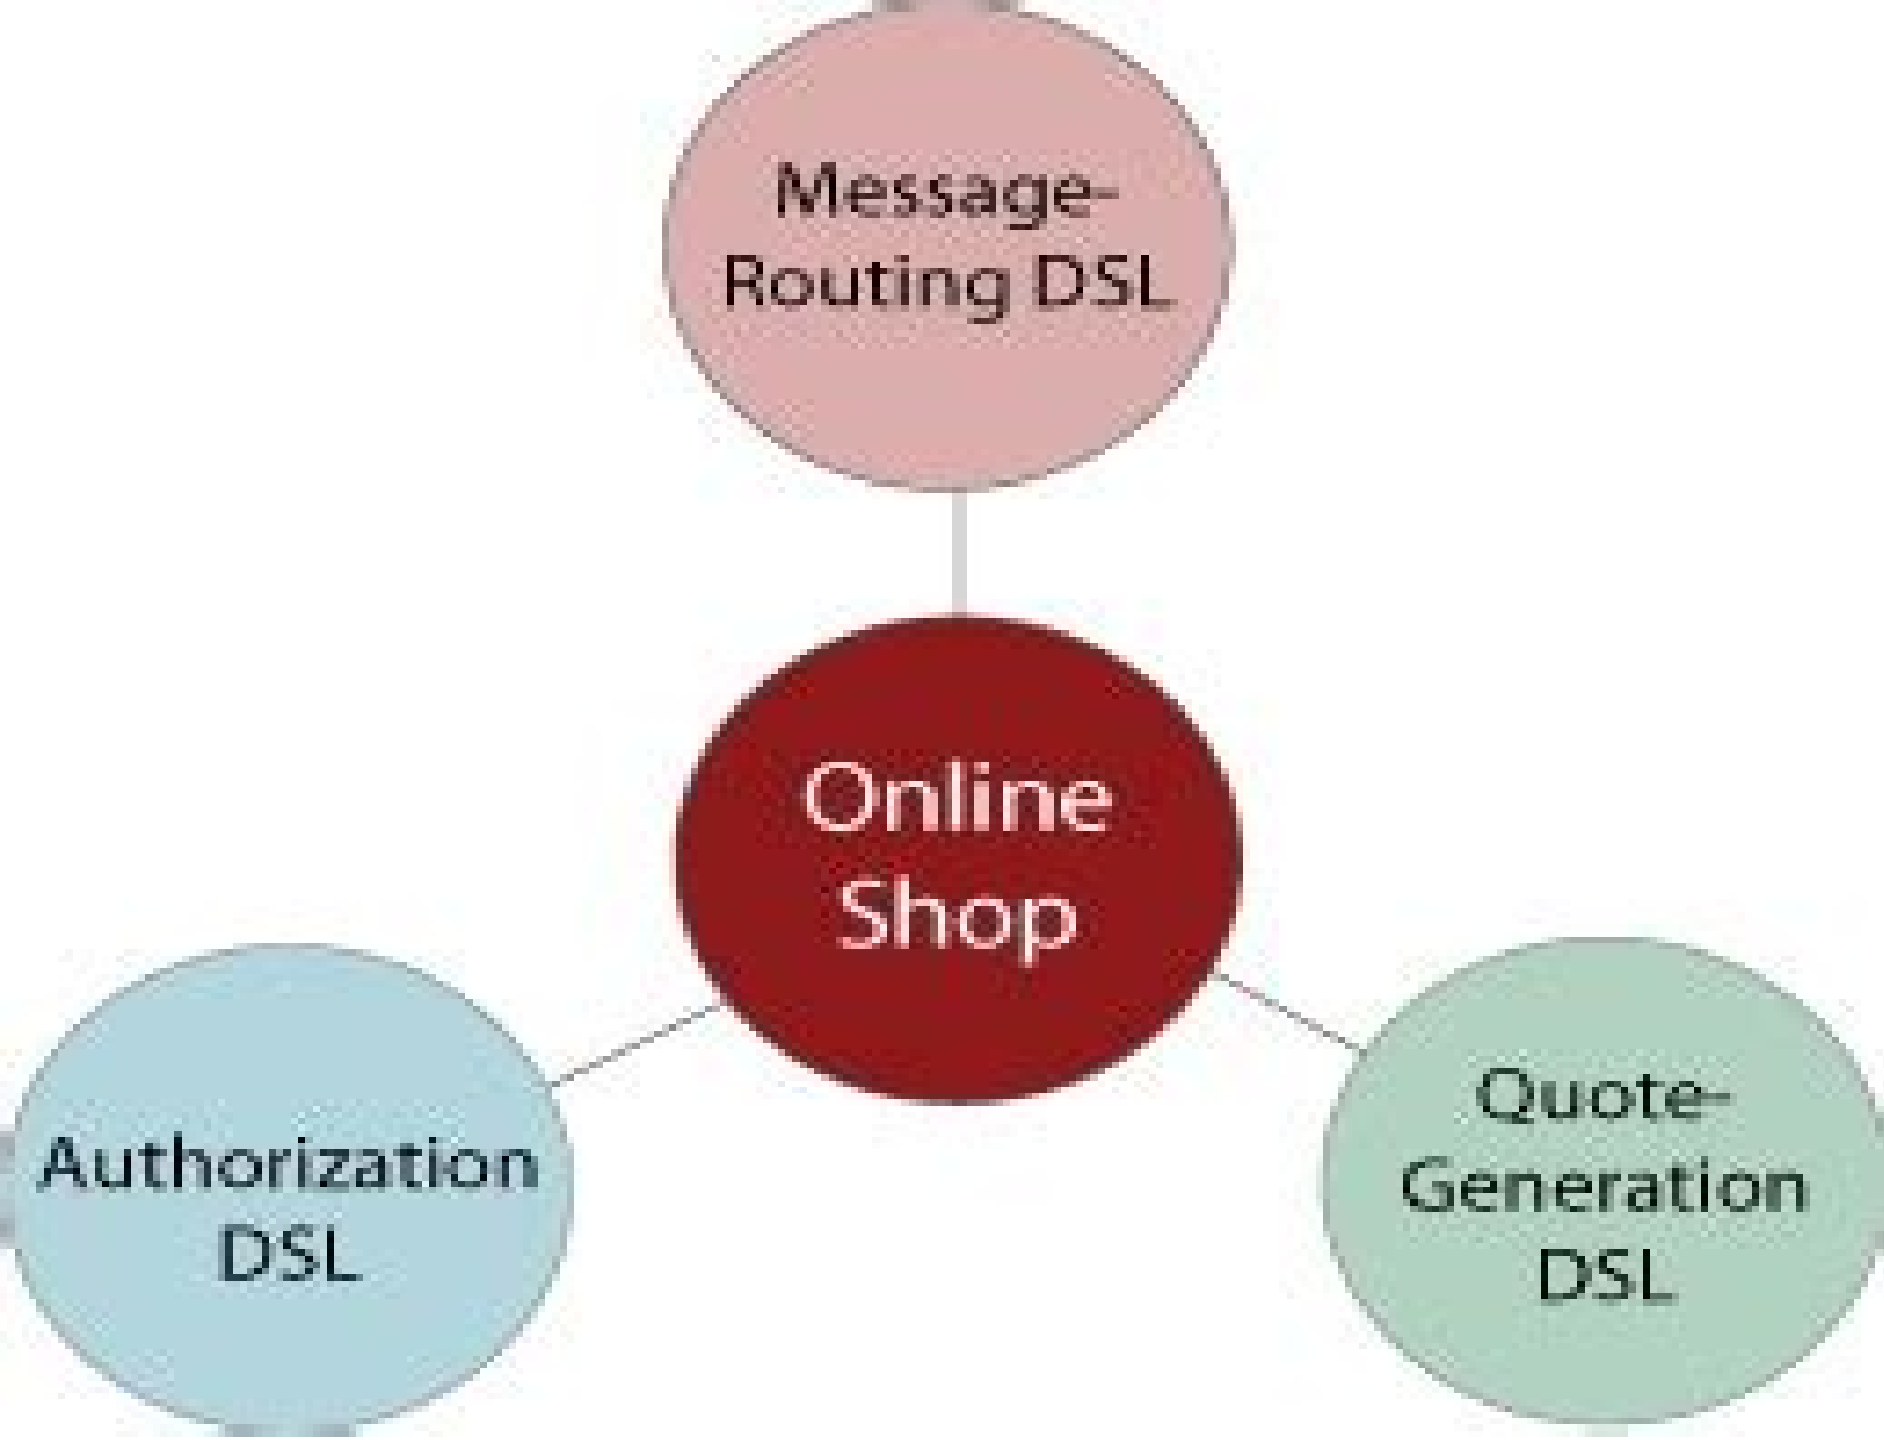 Message-
Routing DSL
Online
Shop
Authorization
DSL
Quote-
Generation
DSL